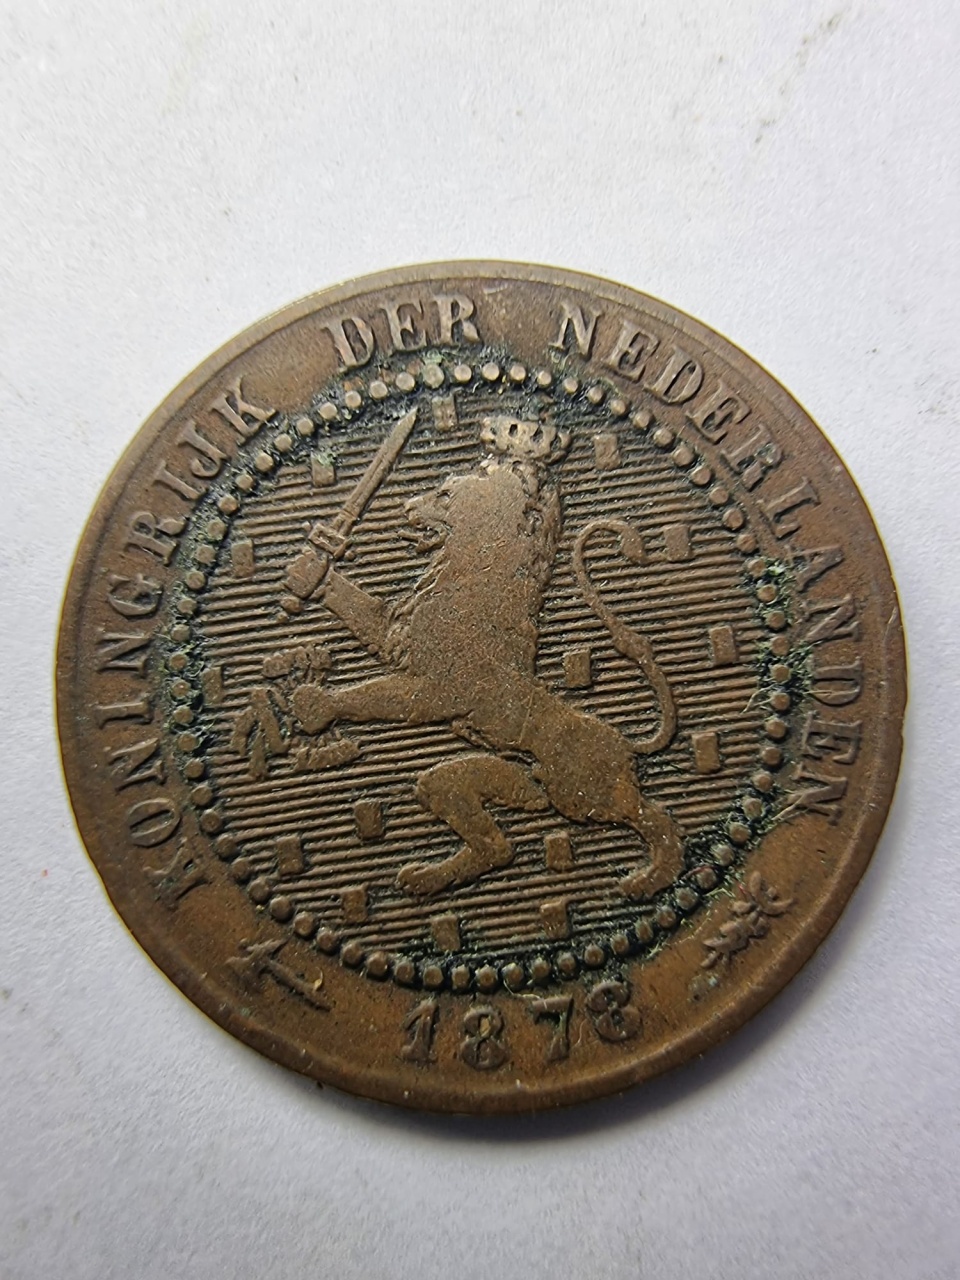 KONINGRIJK DER NEDERLANDEN
1878